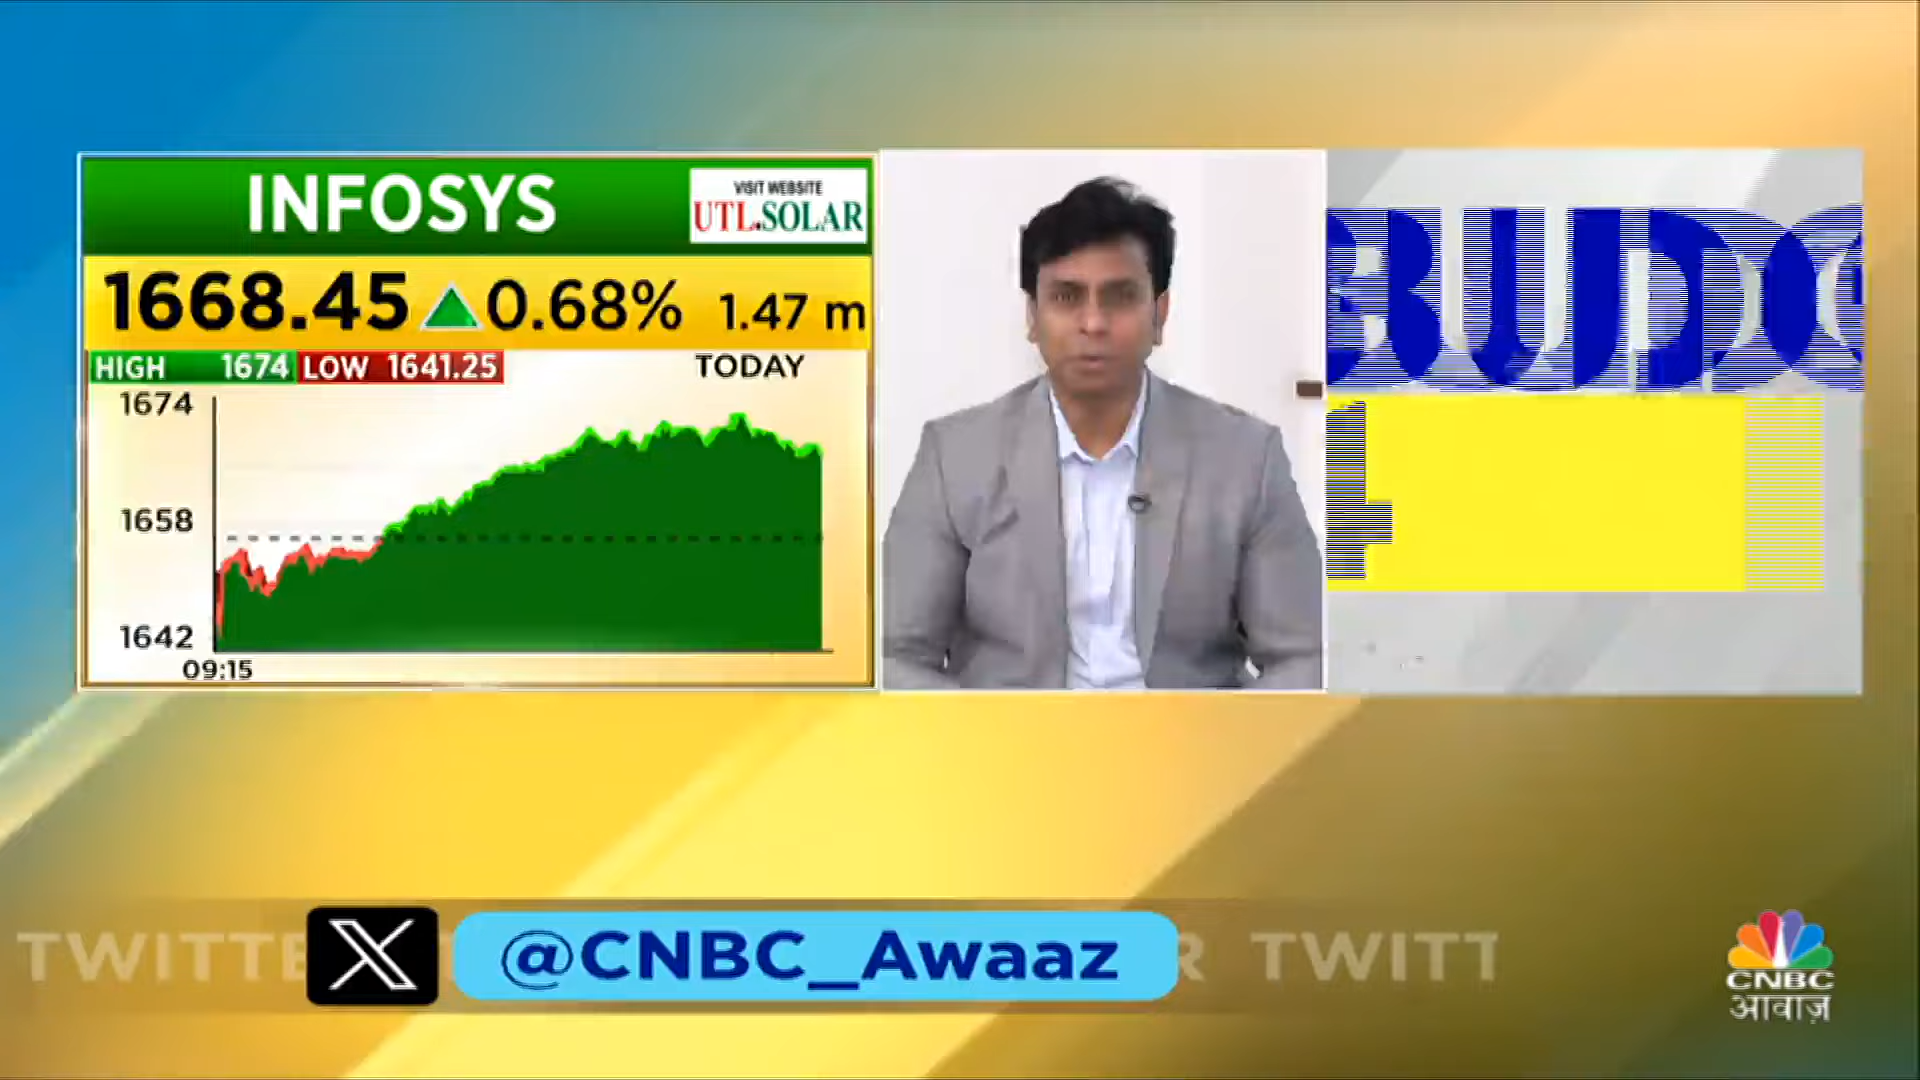 INFOSYS
VISIT WEBSITE
UTL.SOLAR
1668.45 0.68% 1.47 m
HIGH 1674 LOW 1641.25 TODAY
1674
1658
1642
09:15
@CNBC_Awaaz
TWITT
CNBC
आवाज़